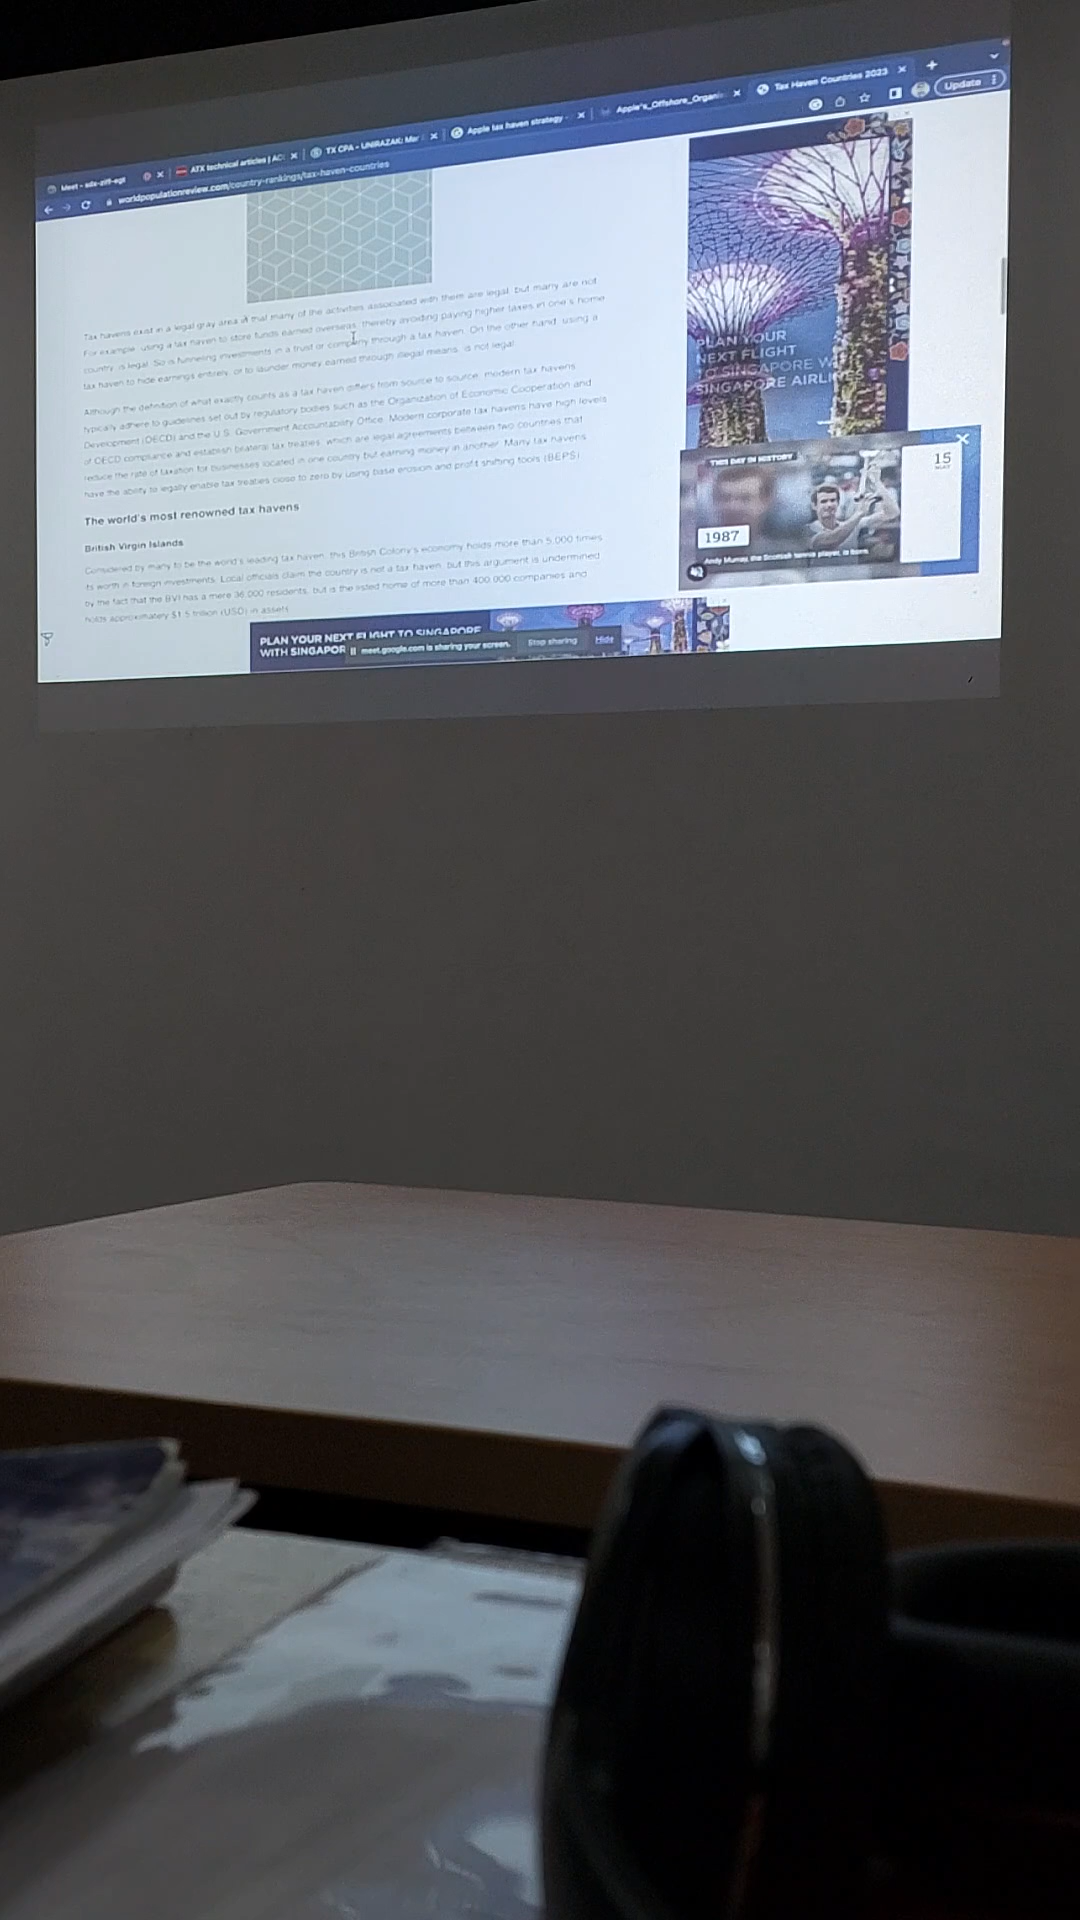 Meet - adx-ziff-egt
ATX technical articles | AC
TX CPA - UNIRAZAK: Mar
Apple tax haven strategy -
Apple's_Offshore_Organi
Tax Haven Countries 2023
Update
worldpopulationreview.com/country-rankings/tax-haven-countries
Tax havens exist in a legal gray area in that many of the activities associated with them are legal, but many are not.
For example, using a tax haven to store funds earned overseas, thereby avoiding paying higher taxes in one's home
country, is legal. So is funneling investments in a trust or company through a tax haven. On the other hand, using a
tax haven to hide earnings entirely, or to launder money earned through illegal means, is not legal.
Although the definition of what exactly counts as a tax haven differs from source to source, modern tax havens
typically adhere to guidelines set out by regulatory bodies such as the Organization of Economic Cooperation and
Development (OECD) and the U.S. Government Accountability Office. Modern corporate tax havens have high levels
of OECD compliance and establish bilateral tax treaties, which are legal agreements between two countries that
reduce the rate of taxation for businesses located in one country but earning money in another. Many tax havens
have the ability to legally enable tax treaties close to zero by using base erosion and profit shifting tools (BEPS).
The world's most renowned tax havens
British Virgin Islands
Considered by many to be the world's leading tax haven, this British Colony's economy holds more than 5,000 times
its worth in foreign investments. Local officials claim the country is not a tax haven, but this argument is undermined
by the fact that the BVI has a mere 36,000 residents, but is the listed home of more than 400,000 companies and
holds approximately $1.5 trillion (USD) in assets.
PLAN YOUR
NEXT FLIGHT
TO SINGAPORE W
SINGAPORE AIRLINES
THIS DAY IN HISTORY
15
MAY
1987
Andy Murray, the Scottish tennis player, is born.
PLAN YOUR NEXT FLIGHT TO SINGAPORE
WITH SINGAPOR
meet.google.com is sharing your screen.
Stop sharing
Hide